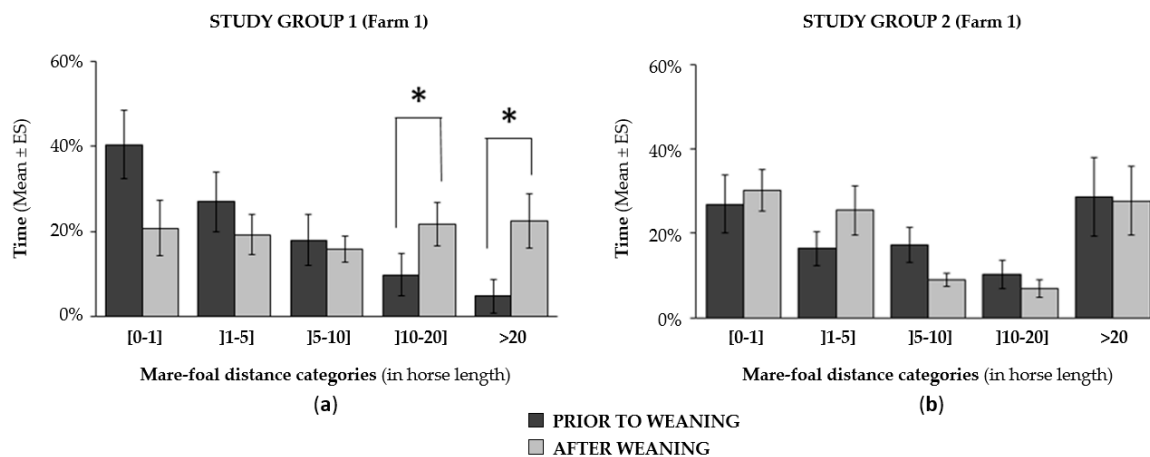 STUDY GROUP 1 (Farm 1)
60%
40%
20%
0%
Time (Mean ± ES)
*
*
[0-1]
]1-5]
]5-10]
]10-20]
>20
Mare-foal distance categories (in horse length)
(a)
STUDY GROUP 2 (Farm 1)
60%
40%
20%
0%
Time (Mean ± ES)
[0-1]
]1-5]
]5-10]
]10-20]
>20
Mare-foal distance categories (in horse length)
(b)
PRIOR TO WEANING
AFTER WEANING